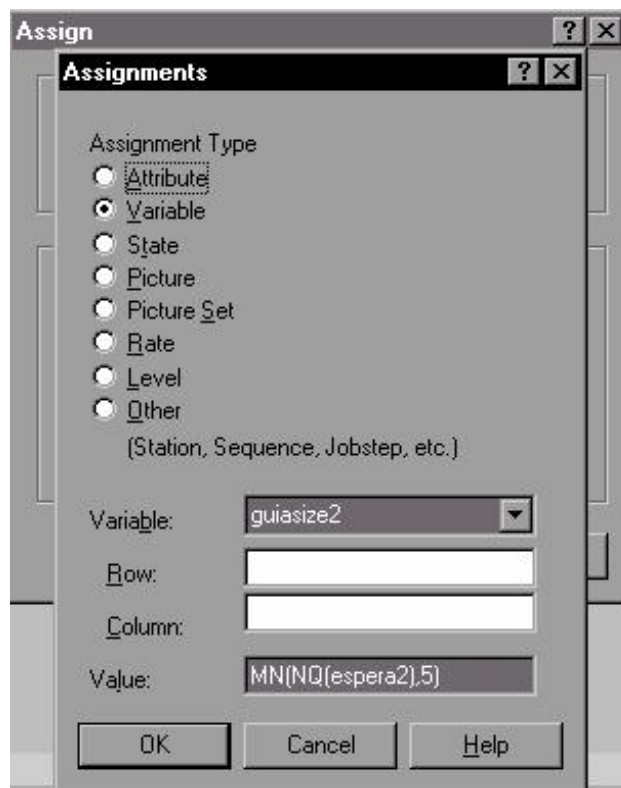 Assign
Assignments
Assignment Type
Attribute
Variable
State
Picture
Picture Set
Rate
Level
Other
(Station, Sequence, Jobstep, etc.)
Variable: guiasize2
Row:
Column:
Value: MN(NQ(espera2),5)
OK Cancel Help